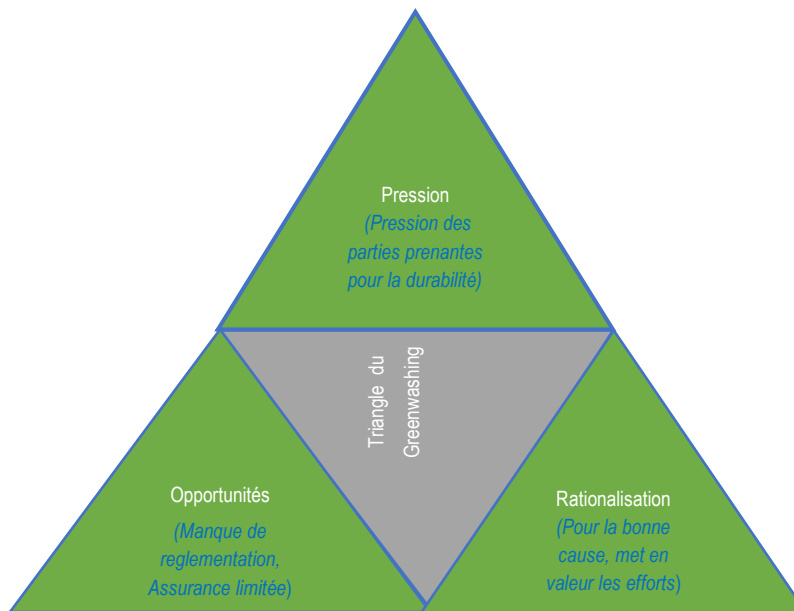 Pression
(Pression des
parties prenantes
pour la durabilité)
Triangle du
Greenwashing
Opportunités
(Manque de
reglementation,
Assurance limitée)
Rationalisation
(Pour la bonne
cause, met en
valeur les efforts)